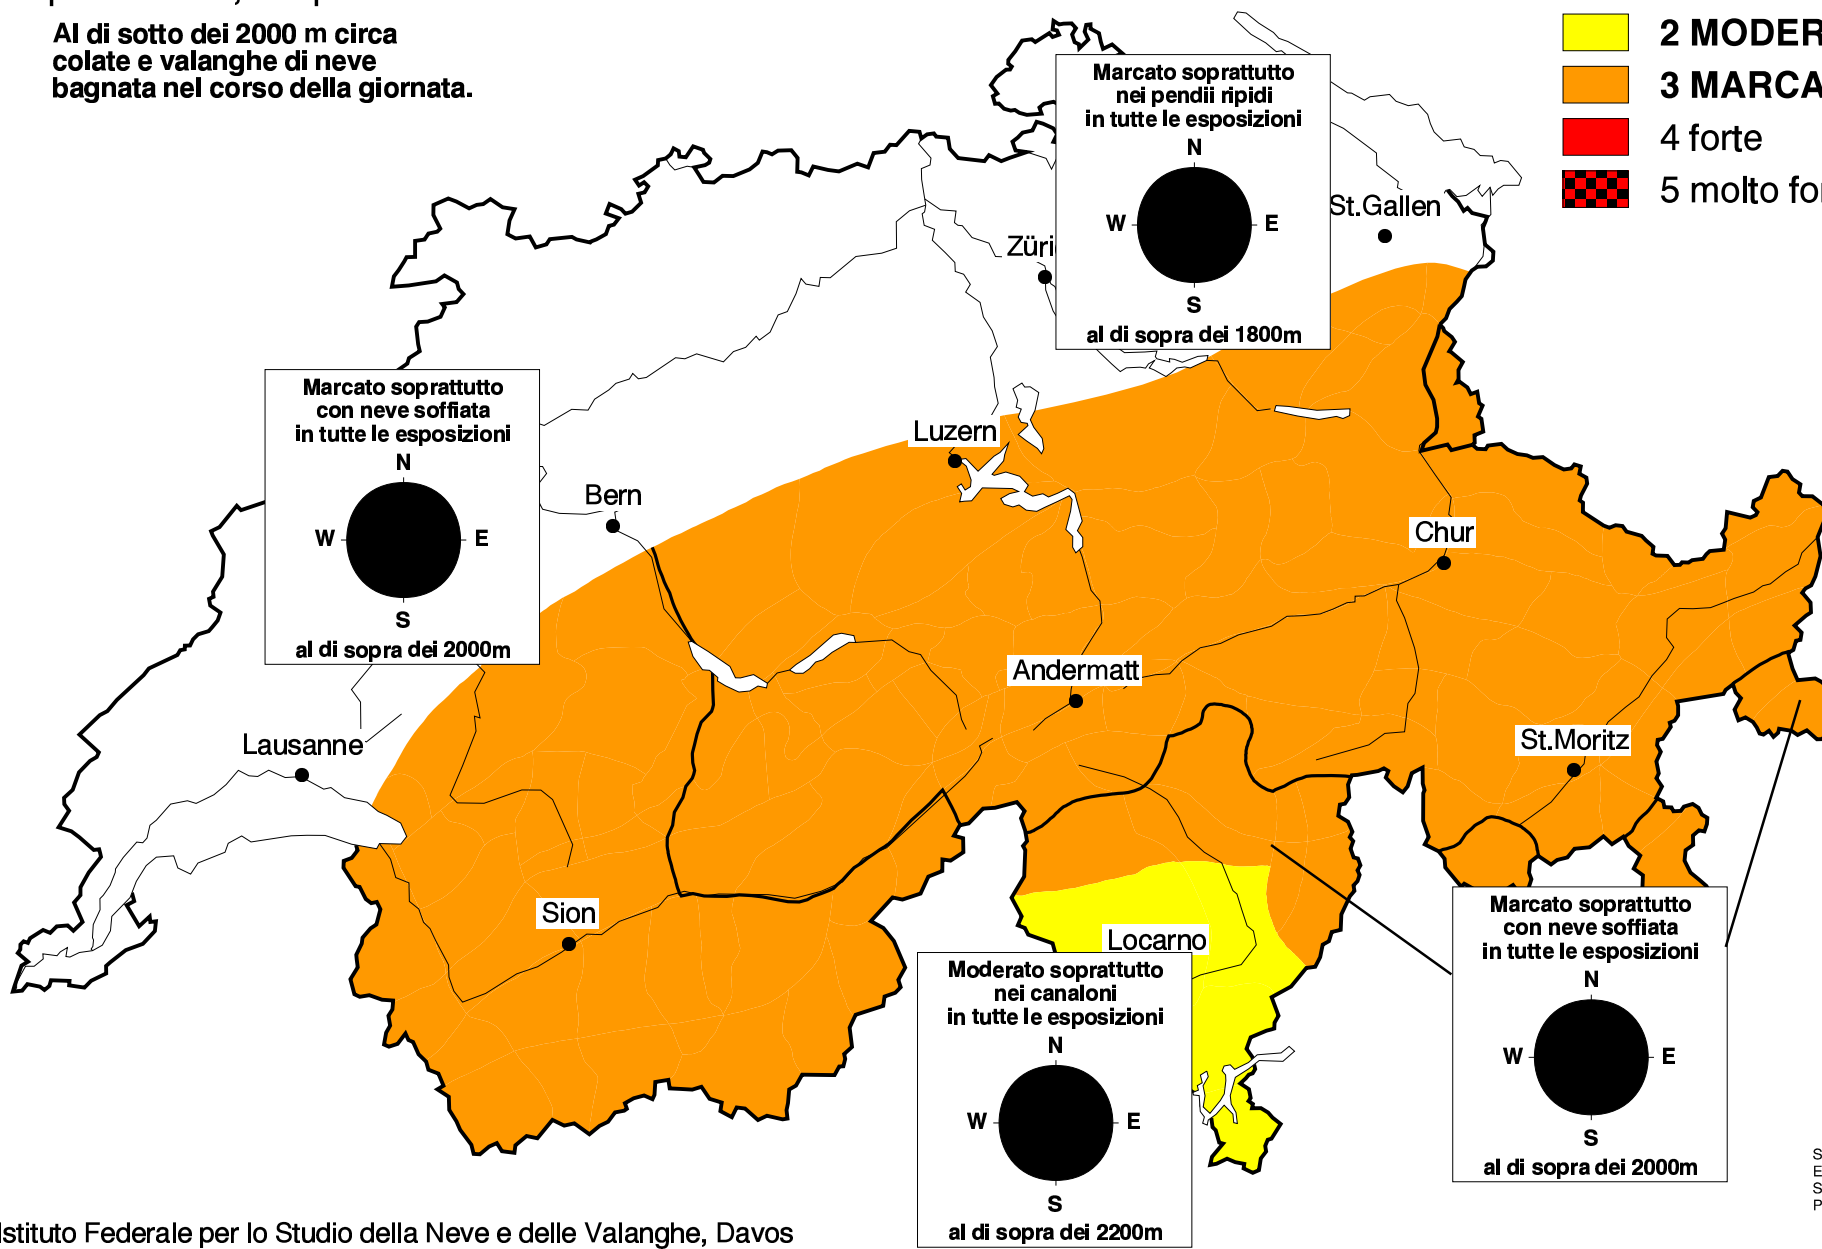 Al di sotto dei 2000 m circa
colate e valanghe di neve
bagnata nel corso della giornata.
2 MODER
3 MARCA
4 forte
5 molto for
Marcato soprattutto
nei pendii ripidi
in tutte le esposizioni
N
W E
S
al di sopra dei 1800m
St.Gallen
Züri
Marcato soprattutto
con neve soffiata
in tutte le esposizioni
N
W E
S
al di sopra dei 2000m
Luzern
Bern
Chur
Andermatt
Lausanne
St.Moritz
Sion
Locarno
Marcato soprattutto
con neve soffiata
in tutte le esposizioni
N
W E
S
al di sopra dei 2000m
Moderato soprattutto
nei canaloni
in tutte le esposizioni
N
W E
S
al di sopra dei 2200m
S
E
S
P
Istituto Federale per lo Studio della Neve e delle Valanghe, Davos